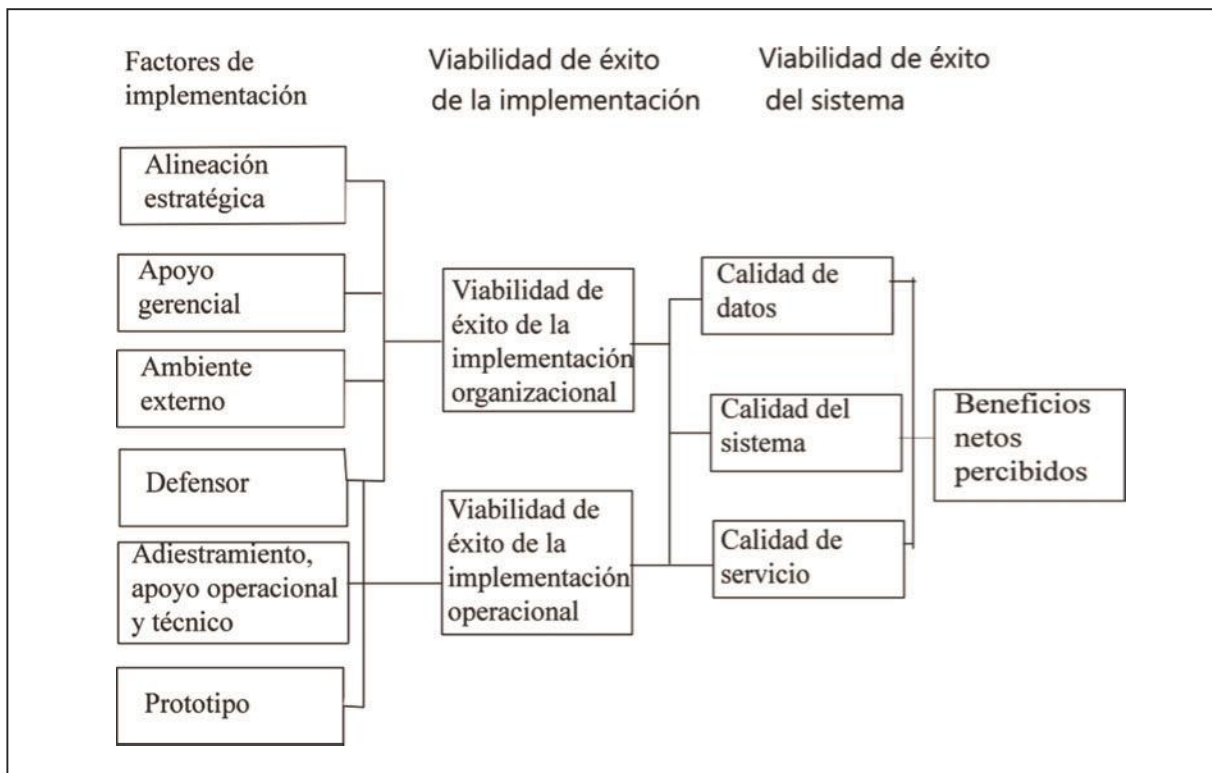 Factores de
implementación
Viabilidad de éxito
de la implementación
Viabilidad de éxito
del sistema
Alineación
estratégica
Apoyo
gerencial
Ambiente
externo
Defensor
Adiestramiento,
apoyo operacional
y técnico
Prototipo
Viabilidad de
éxito de la
implementación
organizacional
Viabilidad de
éxito de la
implementación
operacional
Calidad de
datos
Calidad del
sistema
Calidad de
servicio
Beneficios
netos
percibidos